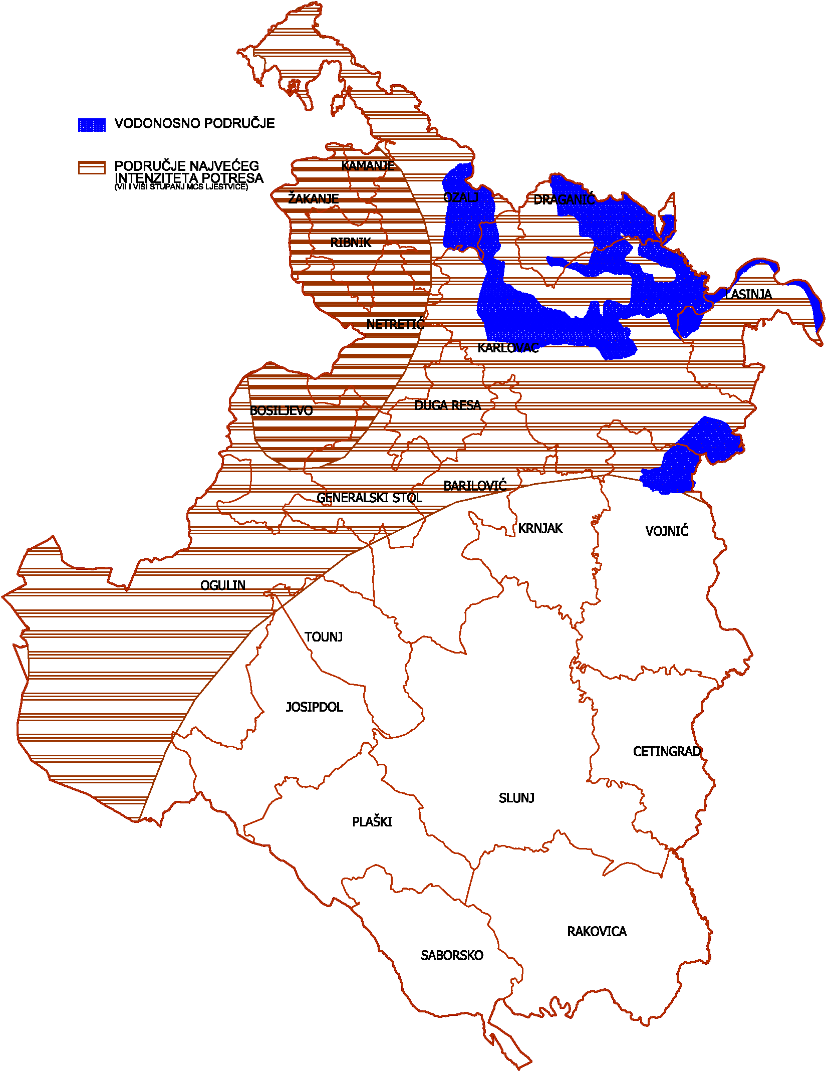 VODONOSNO PODRUČJE
PODRUČJE NAJVEĆEG
INTENZITETA POTRESA
(VII I VIŠI STUPANJ MCS LJESTVICE)
KAMANJE
ŽAKANJE
OZALJ
DRAGANIĆ
RIBNIK
LASINJA
NETRETIĆ
KARLOVAC
BOSILJEVO
DUGA RESA
BARILOVIĆ
GENERALSKI STOL
KRNJAK
VOJNIĆ
OGULIN
TOUNJ
JOSIPDOL
CETINGRAD
SLUNJ
PLAŠKI
RAKOVICA
SABORSKO